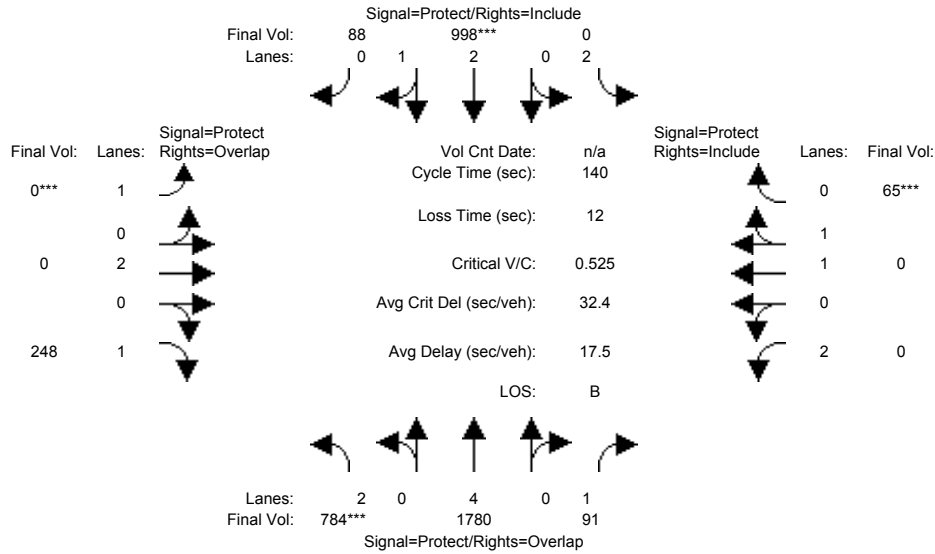 Signal=Protect/Rights=Include
Final Vol: 88 998*** 0
Lanes: 0 1 2 0 2
Signal=Protect
Final Vol: Lanes: Rights=Overlap
Vol Cnt Date: n/a
Signal=Protect
Rights=Include Lanes: Final Vol:
Cycle Time (sec): 140
0*** 1
0 65***
Loss Time (sec): 12
0
1
0 2
Critical V/C: 0.525
1 0
0
Avg Crit Del (sec/veh): 32.4
0
248 1
Avg Delay (sec/veh): 17.5
2 0
LOS: B
Lanes: 2 0 4 0 1
Final Vol: 784*** 1780 91
Signal=Protect/Rights=Overlap